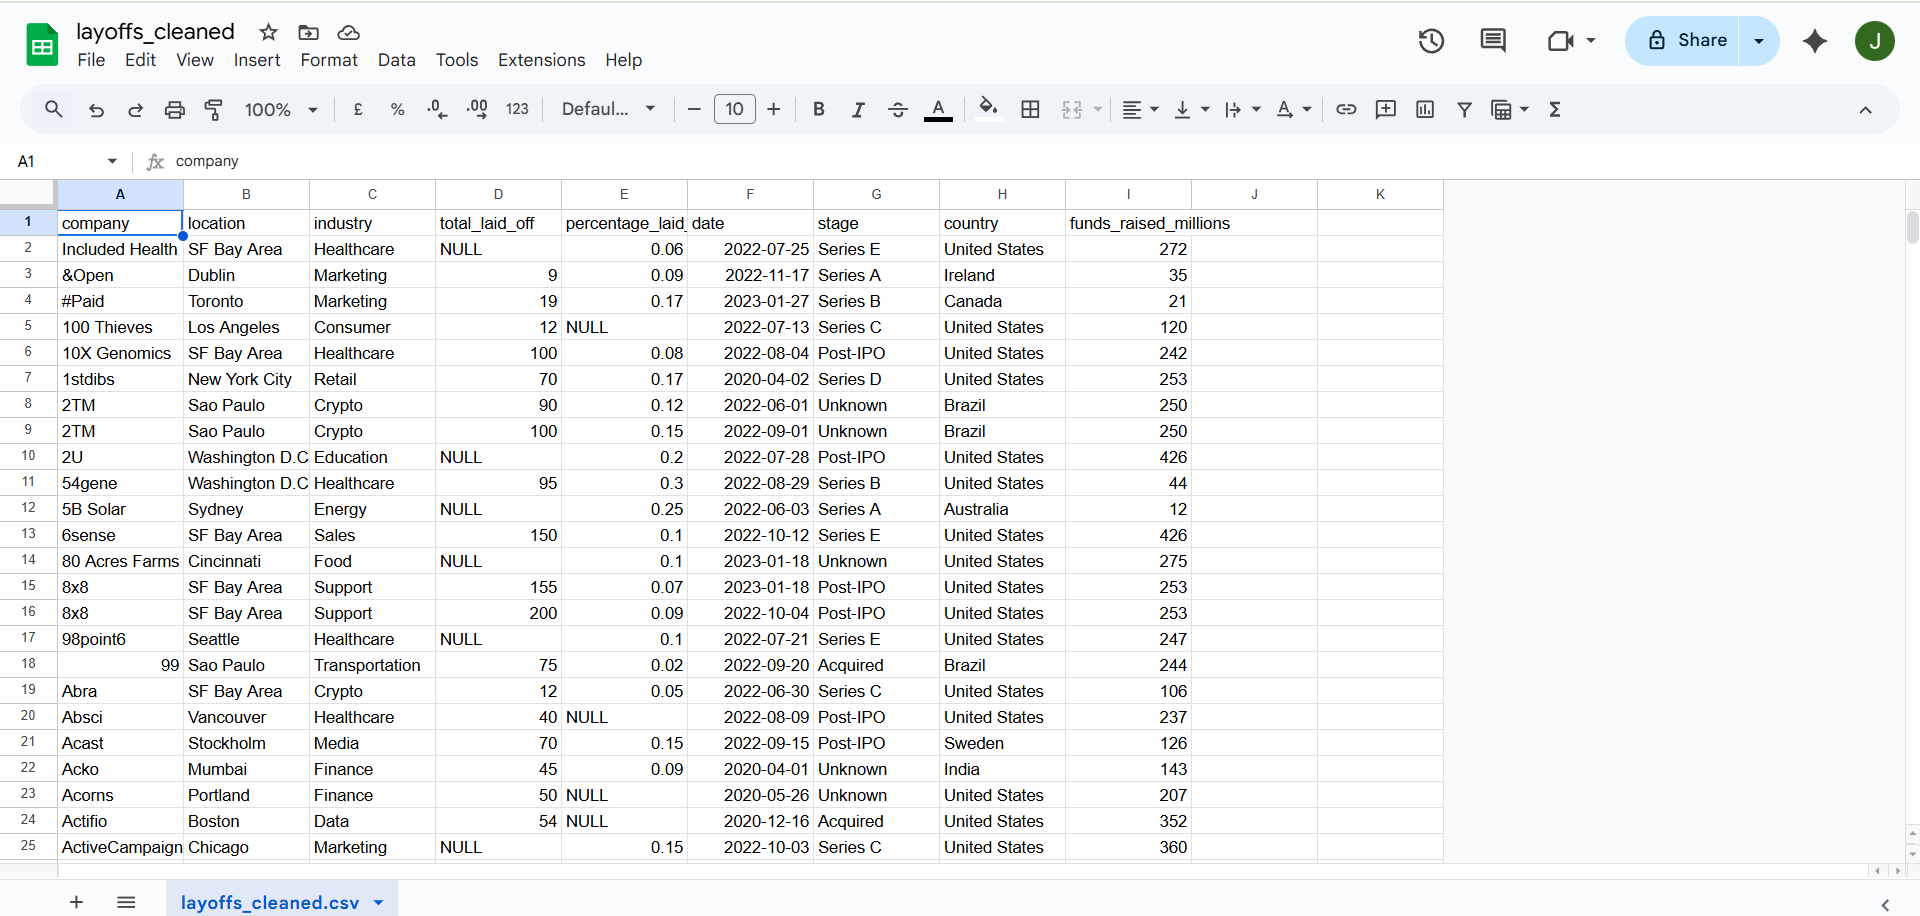 layoffs_cleaned
File Edit View Insert Format Data Tools Extensions Help
Share
J
100% £ % .0 .00 123 Defaul... 10 B I A
A1 fx company
A B C D E F G H I J K
1 company location industry total_laid_off percentage_laid_ date stage country funds_raised_millions
2 Included Health SF Bay Area Healthcare NULL 0.06 2022-07-25 Series E United States 272
3 &Open Dublin Marketing 9 0.09 2022-11-17 Series A Ireland 35
4 #Paid Toronto Marketing 19 0.17 2023-01-27 Series B Canada 21
5 100 Thieves Los Angeles Consumer 12 NULL 2022-07-13 Series C United States 120
6 10X Genomics SF Bay Area Healthcare 100 0.08 2022-08-04 Post-IPO United States 242
7 1stdibs New York City Retail 70 0.17 2020-04-02 Series D United States 253
8 2TM Sao Paulo Crypto 90 0.12 2022-06-01 Unknown Brazil 250
9 2TM Sao Paulo Crypto 100 0.15 2022-09-01 Unknown Brazil 250
10 2U Washington D.C Education NULL 0.2 2022-07-28 Post-IPO United States 426
11 54gene Washington D.C Healthcare 95 0.3 2022-08-29 Series B United States 44
12 5B Solar Sydney Energy NULL 0.25 2022-06-03 Series A Australia 12
13 6sense SF Bay Area Sales 150 0.1 2022-10-12 Series E United States 426
14 80 Acres Farms Cincinnati Food NULL 0.1 2023-01-18 Unknown United States 275
15 8x8 SF Bay Area Support 155 0.07 2023-01-18 Post-IPO United States 253
16 8x8 SF Bay Area Support 200 0.09 2022-10-04 Post-IPO United States 253
17 98point6 Seattle Healthcare NULL 0.1 2022-07-21 Series E United States 247
18 99 Sao Paulo Transportation 75 0.02 2022-09-20 Acquired Brazil 244
19 Abra SF Bay Area Crypto 12 0.05 2022-06-30 Series C United States 106
20 Absci Vancouver Healthcare 40 NULL 2022-08-09 Post-IPO United States 237
21 Acast Stockholm Media 70 0.15 2022-09-15 Post-IPO Sweden 126
22 Acko Mumbai Finance 45 0.09 2020-04-01 Unknown India 143
23 Acorns Portland Finance 50 NULL 2020-05-26 Unknown United States 207
24 Actifio Boston Data 54 NULL 2020-12-16 Acquired United States 352
25 ActiveCampaign Chicago Marketing NULL 0.15 2022-10-03 Series C United States 360
layoffs_cleaned.csv